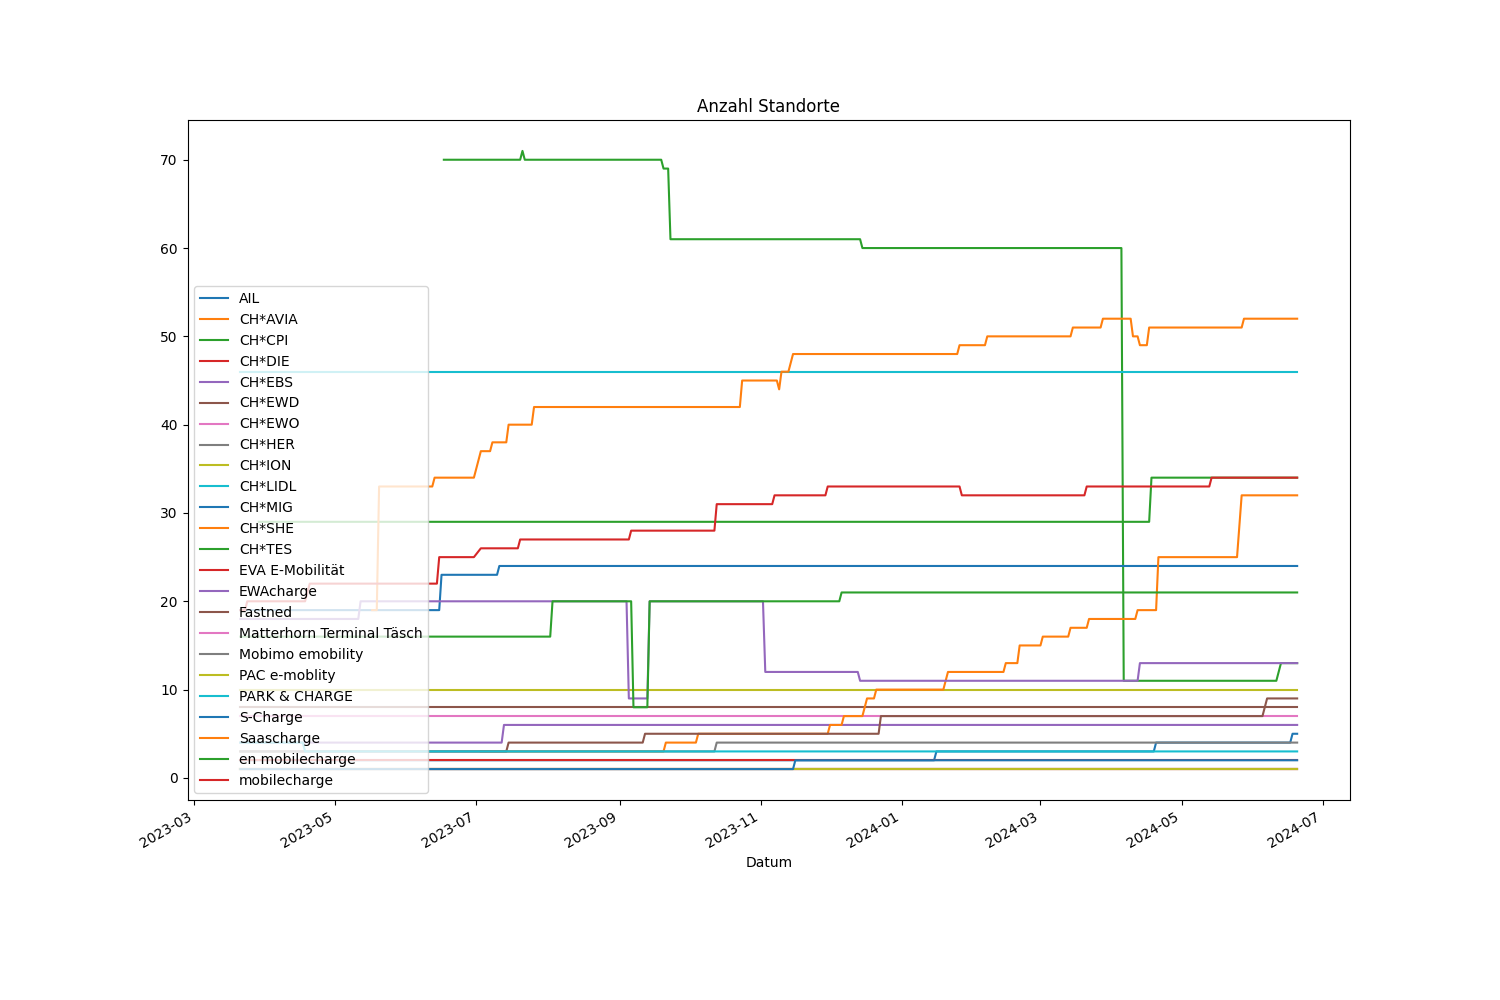 Anzahl Standorte
70
60
50
40
30
20
10
0
AIL
CH*AVIA
CH*CPI
CH*DIE
CH*EBS
CH*EWD
CH*EWO
CH*HER
CH*ION
CH*LIDL
CH*MIG
CH*SHE
CH*TES
EVA E-Mobilität
EWAcharge
Fastned
Matterhorn Terminal Täsch
Mobimo emobility
PAC e-moblity
PARK & CHARGE
S-Charge
Saascharge
en mobilecharge
mobilecharge
2023-03
2023-05
2023-07
2023-09
2023-11
2024-01
2024-03
2024-05
2024-07
Datum